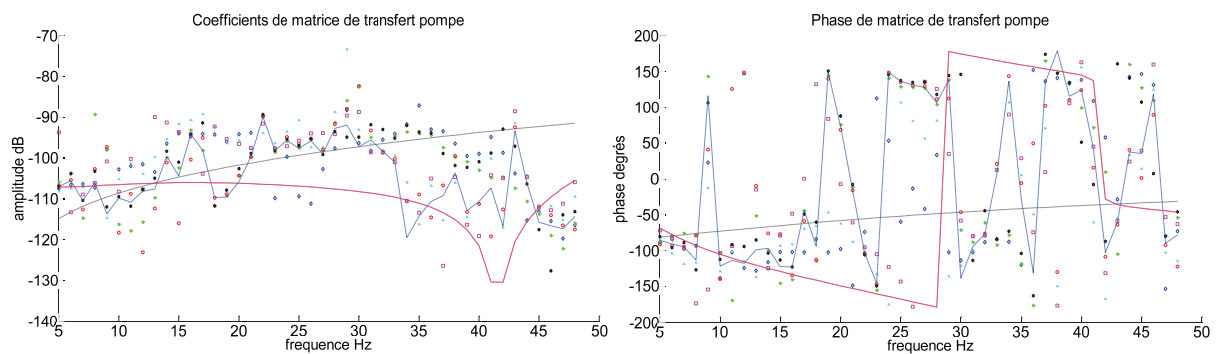 Coefficients de matrice de transfert pompe
-70
-80
-90
-100
-110
-120
-130
-140
amplitude dB
5 10 15 20 25 30 35 40 45 50
frequence Hz
Phase de matrice de transfert pompe
200
150
100
50
0
-50
-100
-150
-200
phase degrés
5 10 15 20 25 30 35 40 45 50
frequence Hz